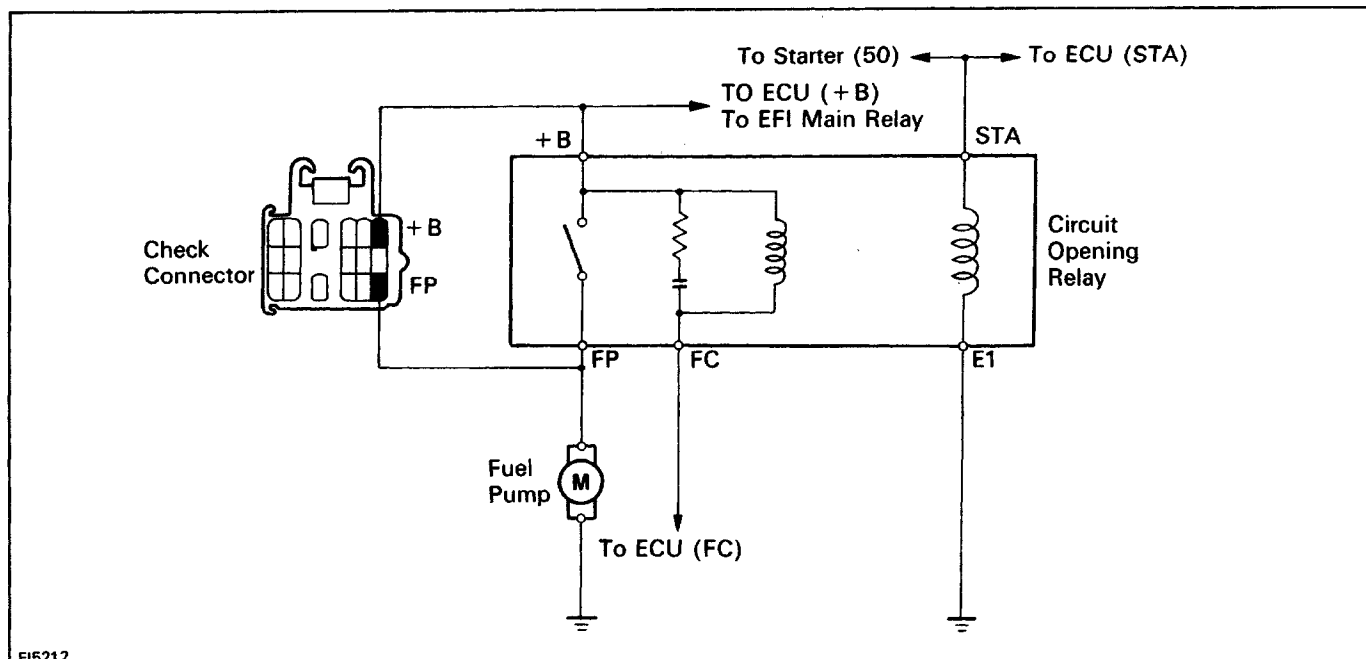 To Starter (50)
To ECU (STA)
TO ECU (+B)
To EFI Main Relay
+B
STA
Check
Connector
+B
FP
Circuit
Opening
Relay
FP
FC
E1
Fuel
Pump
M
To ECU (FC)